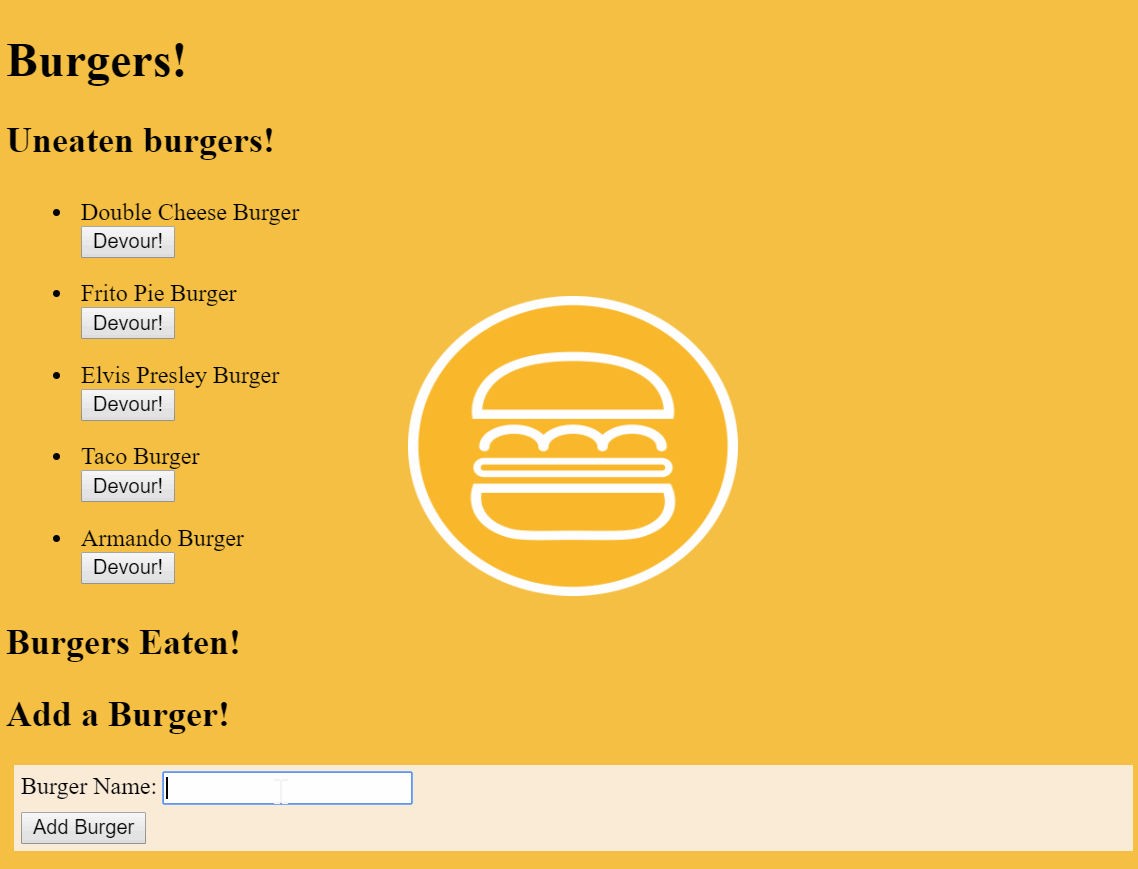 Burgers!
Uneaten burgers!
Double Cheese Burger
Devour!
Frito Pie Burger
Devour!
Elvis Presley Burger
Devour!
Taco Burger
Devour!
Armando Burger
Devour!
Burgers Eaten!
Add a Burger!
Burger Name:
Add Burger